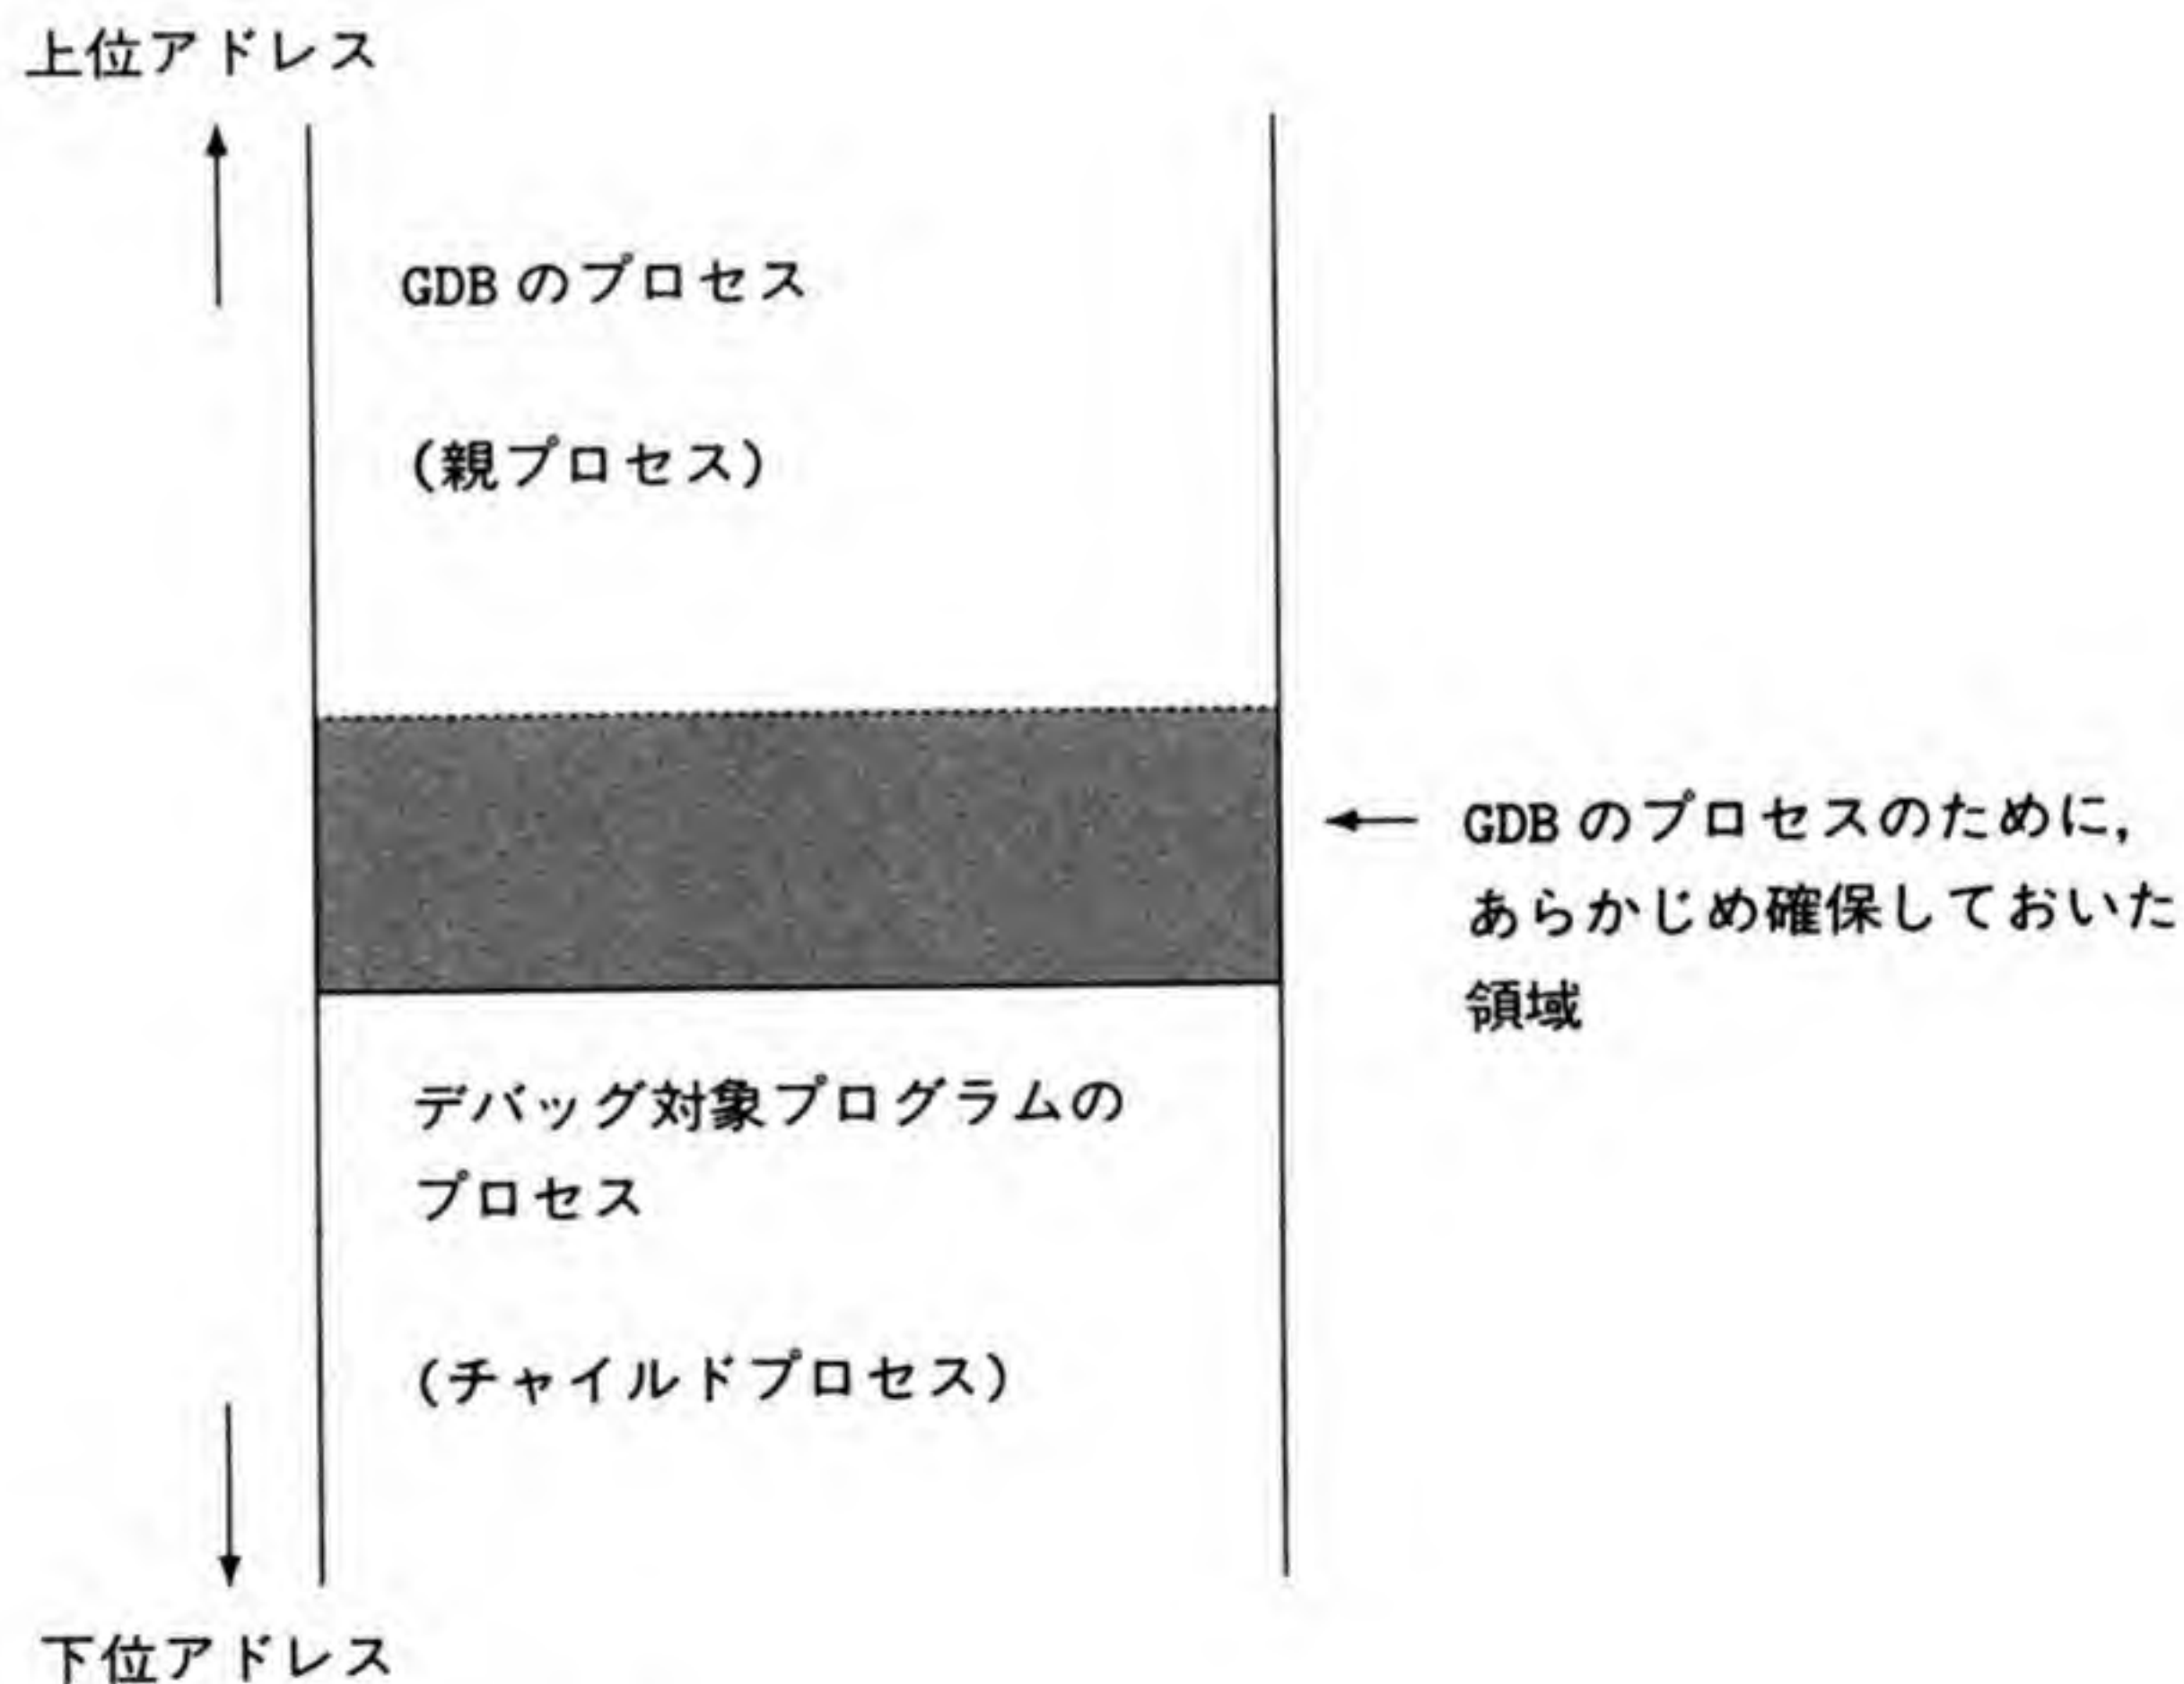 上位アドレス
GDB のプロセス
(親プロセス)
GDB のプロセスのために,
あらかじめ確保しておいた
領域
デバッグ対象プログラムの
プロセス
(チャイルドプロセス)
下位アドレス